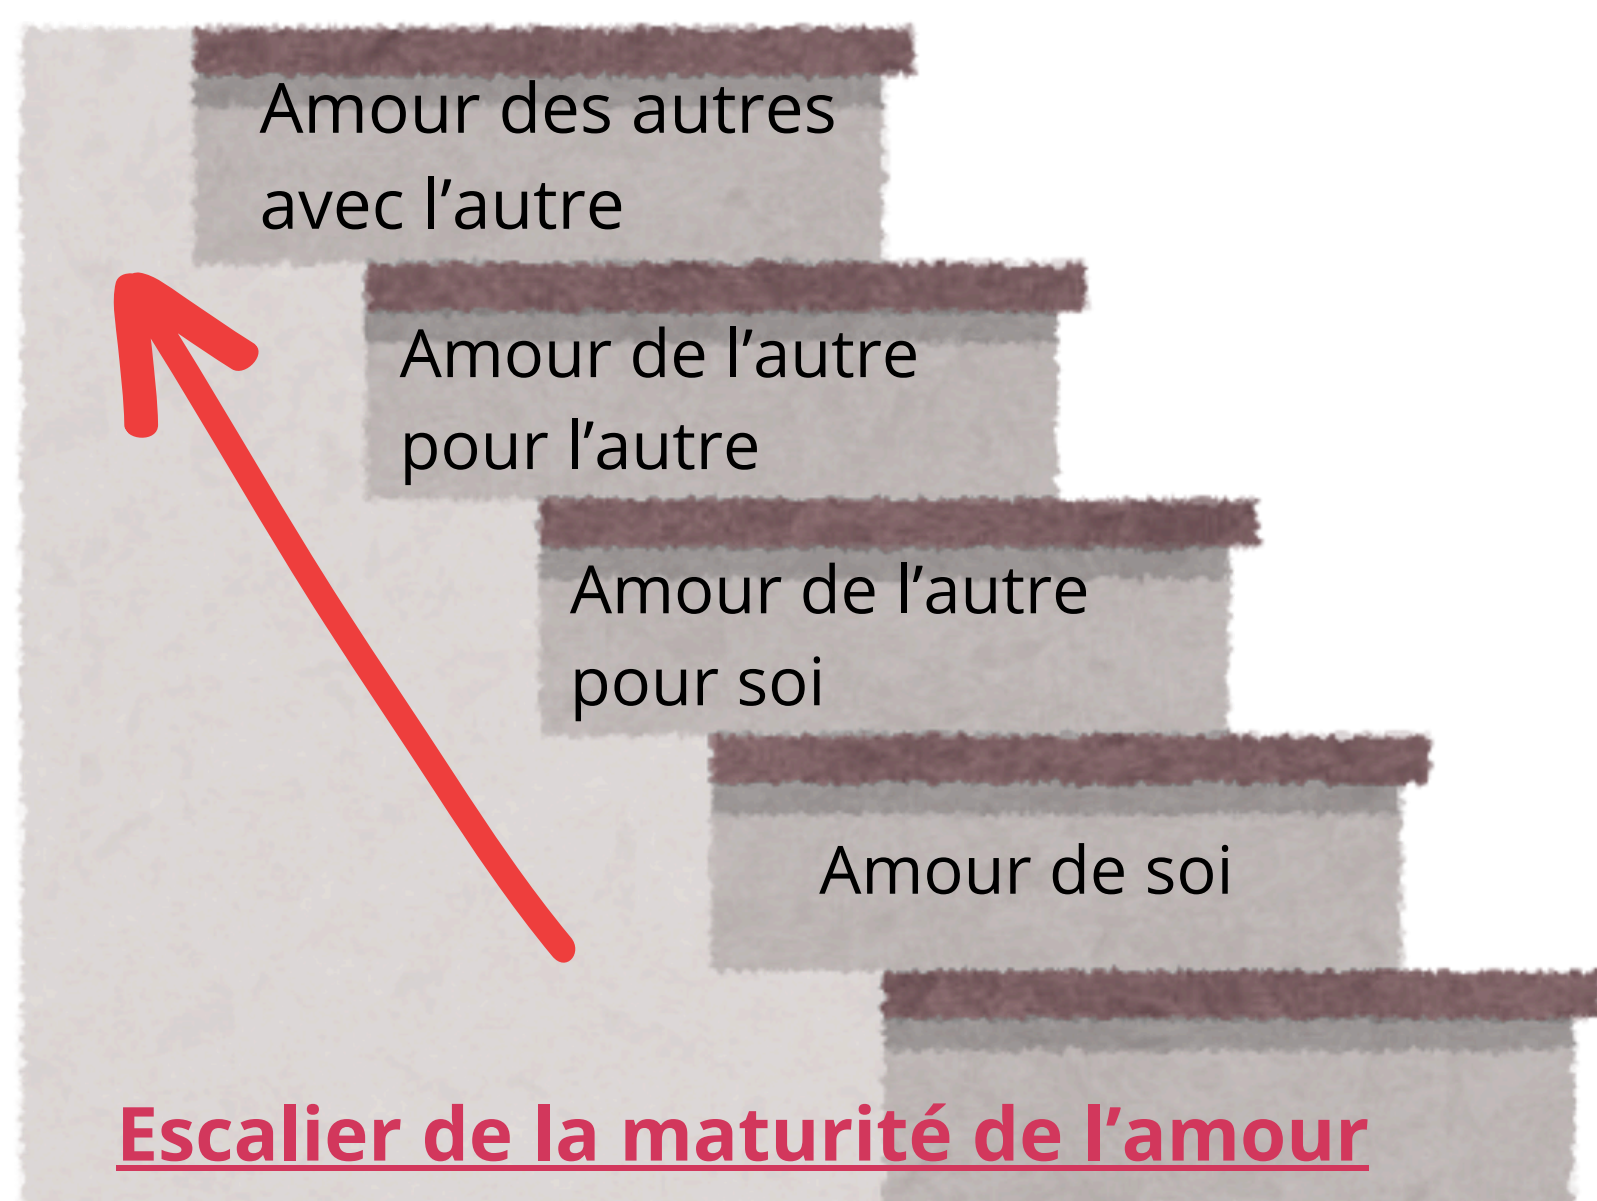 Amour des autres
avec l’autre
Amour de l’autre
pour l’autre
Amour de l’autre
pour soi
Amour de soi
Escalier de la maturité de l’amour